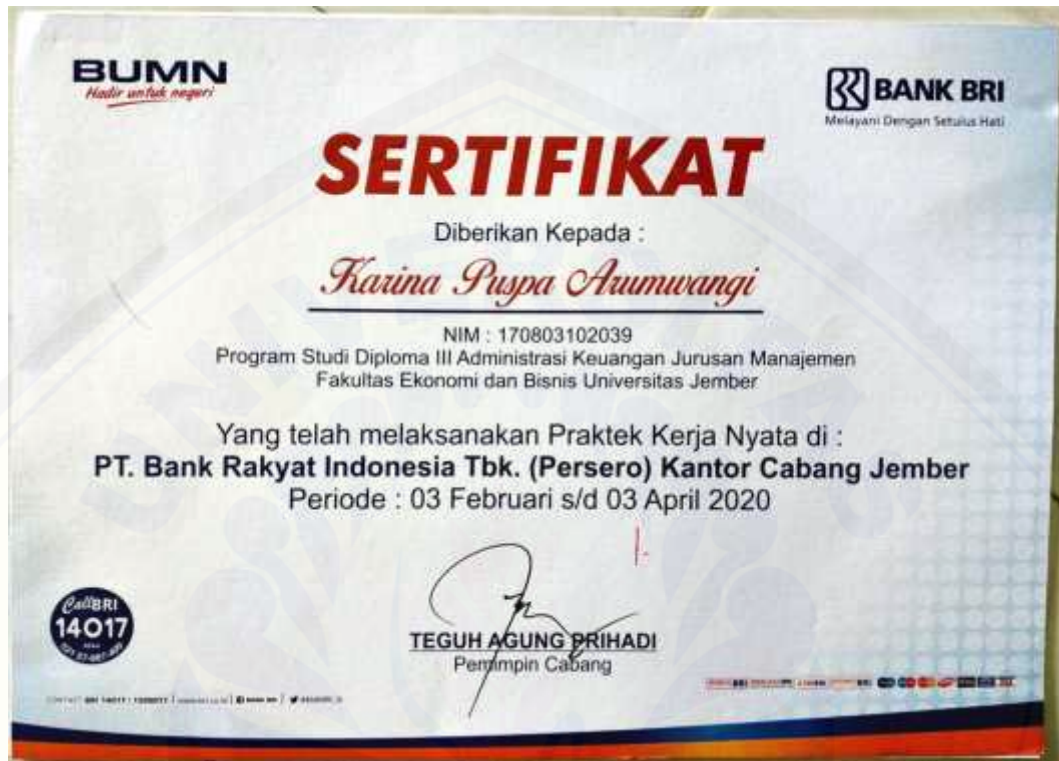 BUMN
Hadir untuk negeri
BANK BRI
Melayani Dengan Setulus Hati
SERTIFIKAT
Diberikan Kepada :
Karina Puspa Arumwangi
NIM : 170803102039
Program Studi Diploma III Administrasi Keuangan Jurusan Manajemen
Fakultas Ekonomi dan Bisnis Universitas Jember
Yang telah melaksanakan Praktek Kerja Nyata di :
PT. Bank Rakyat Indonesia Tbk. (Persero) Kantor Cabang Jember
Periode : 03 Februari s/d 03 April 2020
CallBRI
14017
TEGUH AGUNG PRIHADI
Pemimpin Cabang
UNIVERSITAS